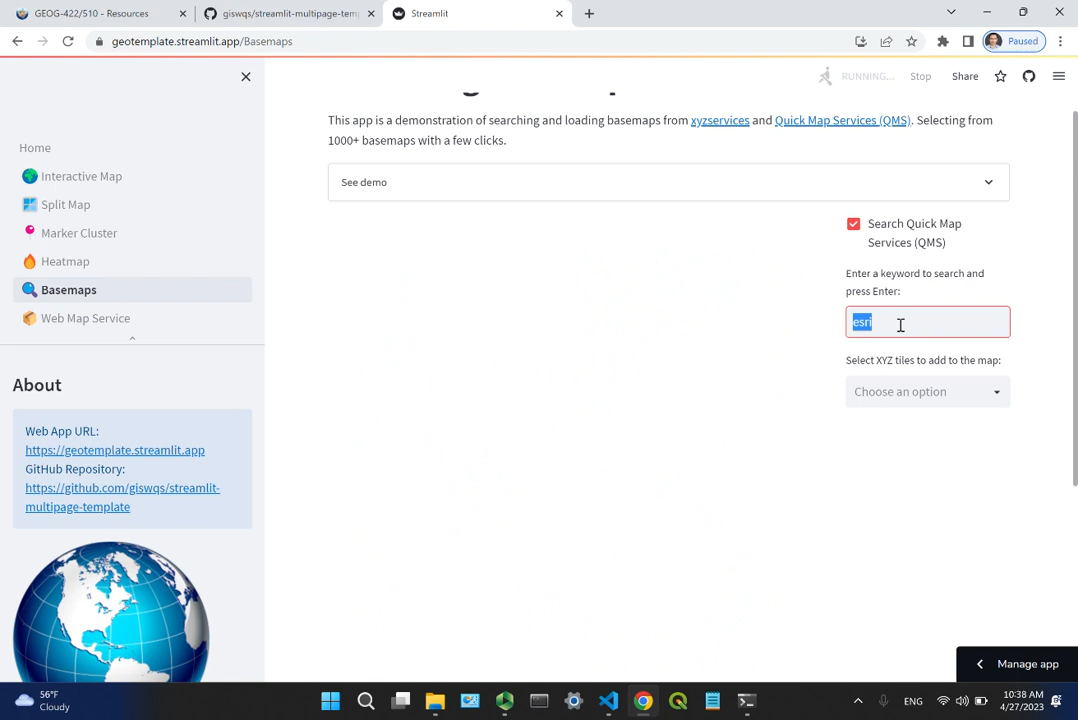 GEOG-422/510 - Resources
giswqs/streamlit-multipage-tem
Streamlit
geotemplate.streamlit.app/Basemaps
Paused
RUNNING...
Stop
Share
This app is a demonstration of searching and loading basemaps from xyzservices and Quick Map Services (QMS). Selecting from
1000+ basemaps with a few clicks.
See demo
Home
Interactive Map
Split Map
Marker Cluster
Heatmap
Basemaps
Web Map Service
Search Quick Map
Services (QMS)
Enter a keyword to search and
press Enter:
esri
Select XYZ tiles to add to the map:
Choose an option
About
Web App URL:
https://geotemplate.streamlit.app
GitHub Repository:
https://github.com/giswqs/streamlit-
multipage-template
Manage app
56°F
Cloudy
ENG
10:38 AM
4/27/2023